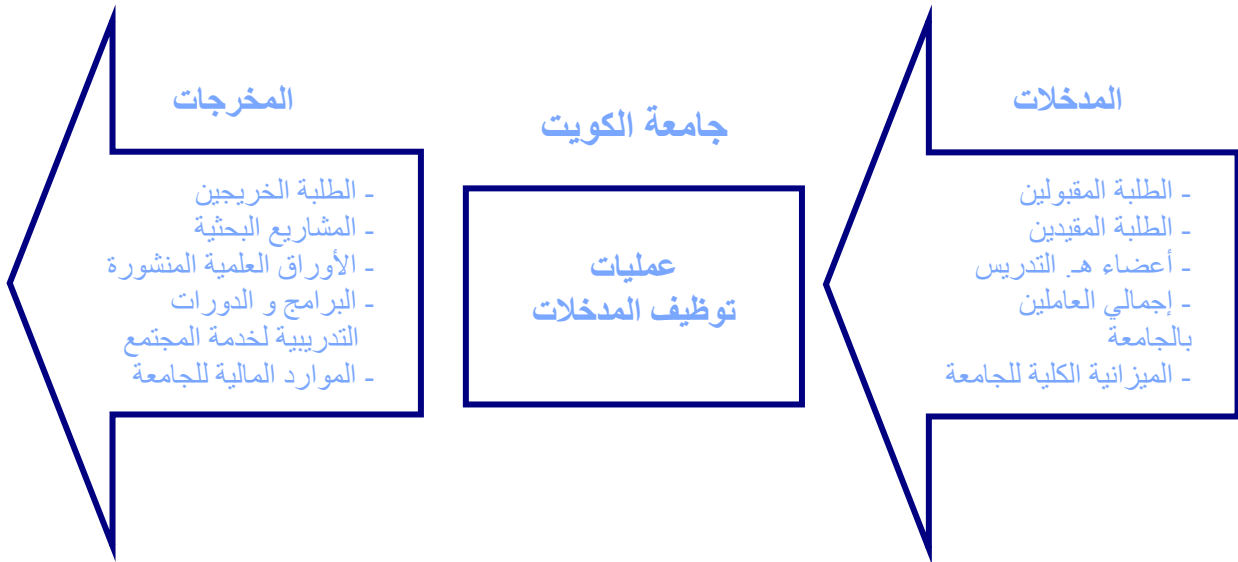 المدخلات
- الطلبة المقبولين
- الطلبة المقيدين
- أعضاء هـ. التدريس
- إجمالي العاملين
بالجامعة
- الميزانية الكلية للجامعة
جامعة الكويت
عمليات
توظيف المدخلات
المخرجات
- الطلبة الخريجين
- المشاريع البحثية
- الأوراق العلمية المنشورة
- البرامج و الدورات
التدريبية لخدمة المجتمع
- الموارد المالية للجامعة